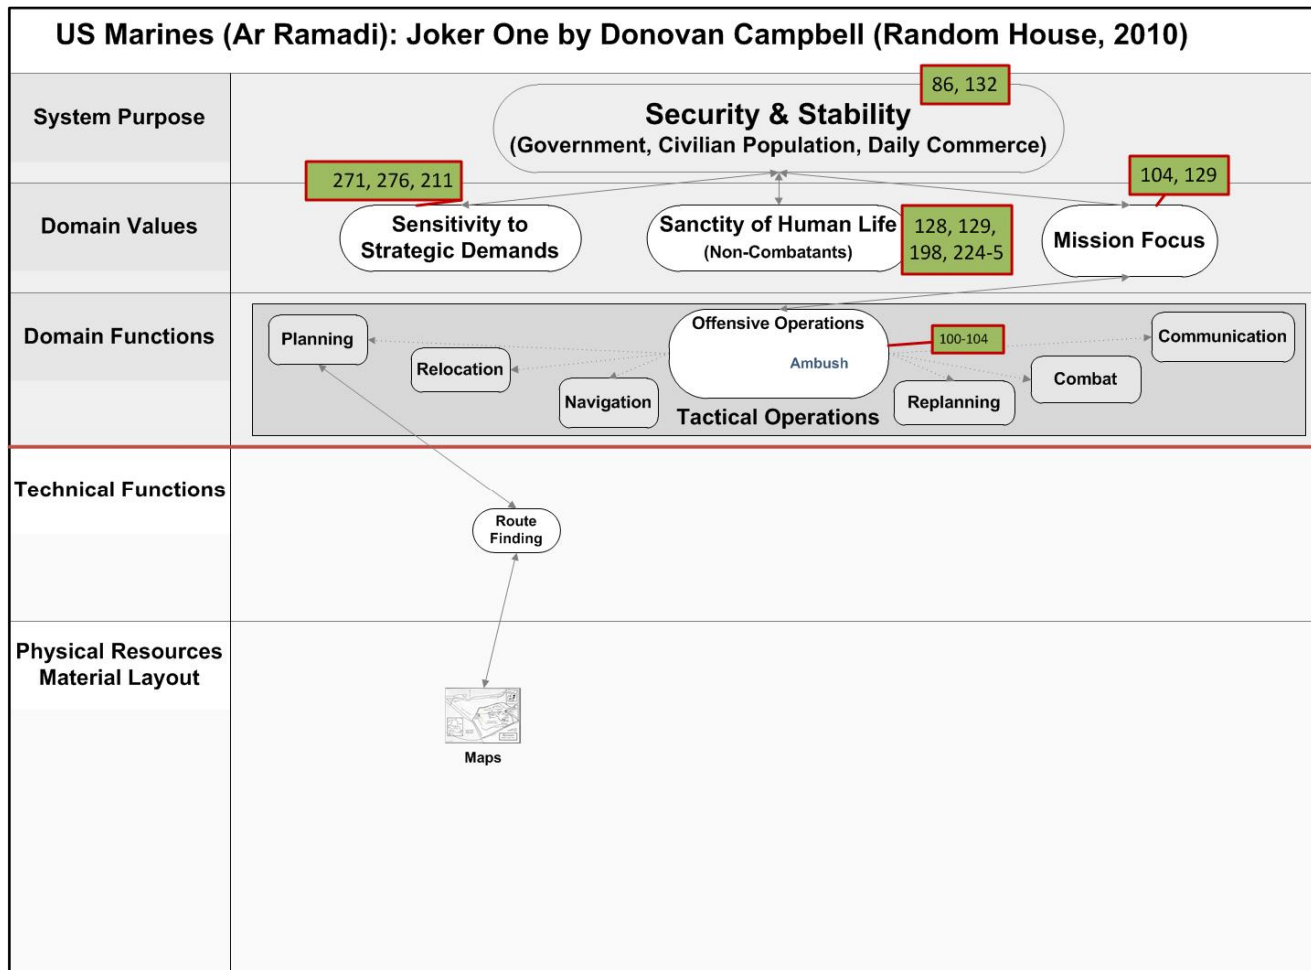 US Marines (Ar Ramadi): Joker One by Donovan Campbell (Random House, 2010)
System Purpose
86, 132
Security & Stability
(Government, Civilian Population, Daily Commerce)
271, 276, 211
104, 129
Domain Values
Sensitivity to
Strategic Demands
Sanctity of Human Life
(Non-Combatants)
128, 129,
198, 224-5
Mission Focus
Domain Functions
Planning
Relocation
Navigation
Offensive Operations
Ambush
100-104
Replanning
Combat
Communication
Tactical Operations
Technical Functions
Route
Finding
Physical Resources
Material Layout
Maps